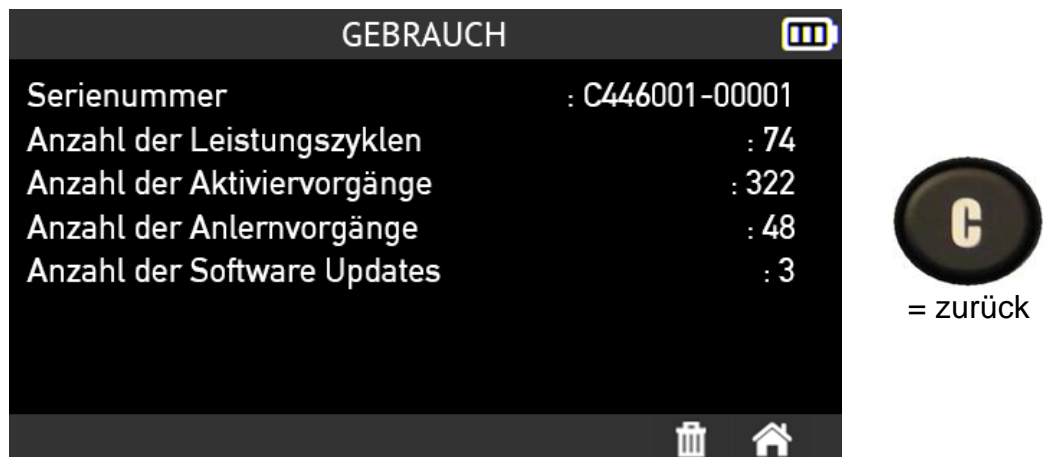 GEBRAUCH
Serienummer : C446001-00001
Anzahl der Leistungszyklen : 74
Anzahl der Aktiviervorgänge : 322
Anzahl der Anlernvorgänge : 48
Anzahl der Software Updates : 3
C
= zurück